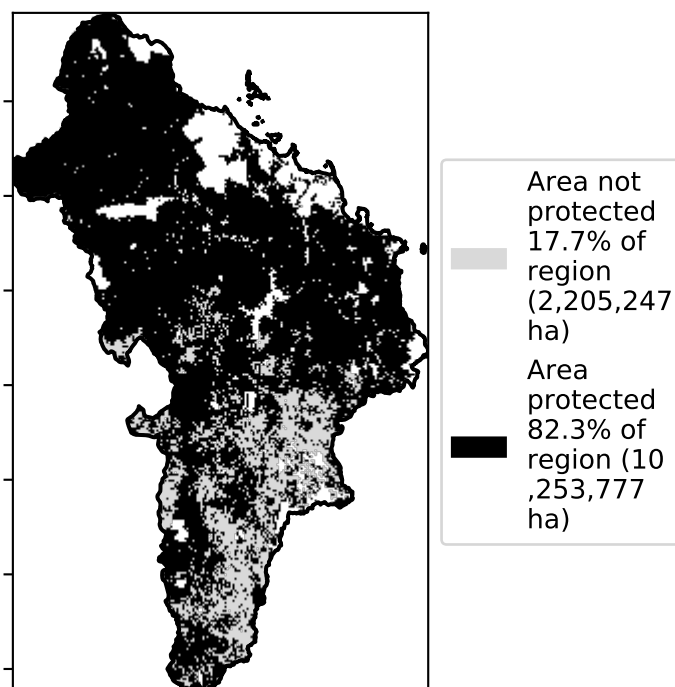 Area not
protected
17.7% of
region
(2,205,247
ha)
Area
protected
82.3% of
region (10
,253,777
ha)